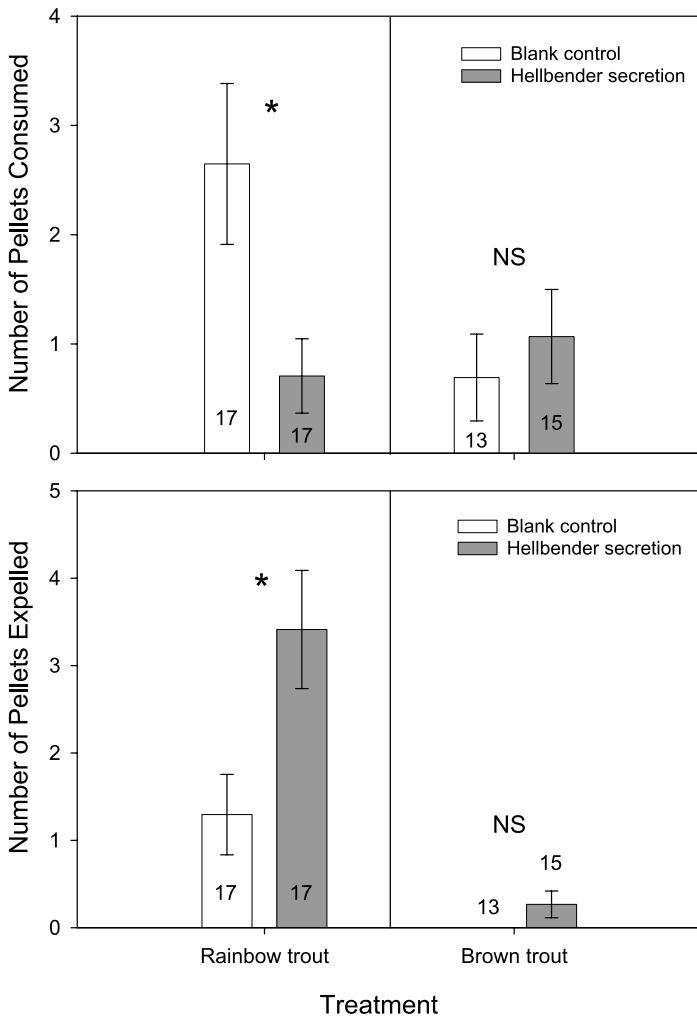 4
3
2
1
0
Number of Pellets Consumed
Blank control
Hellbender secretion
*
NS
17
17
13
15
5
4
3
2
1
0
Number of Pellets Expelled
Blank control
Hellbender secretion
*
NS
17
17
13
15
Rainbow trout
Brown trout
Treatment